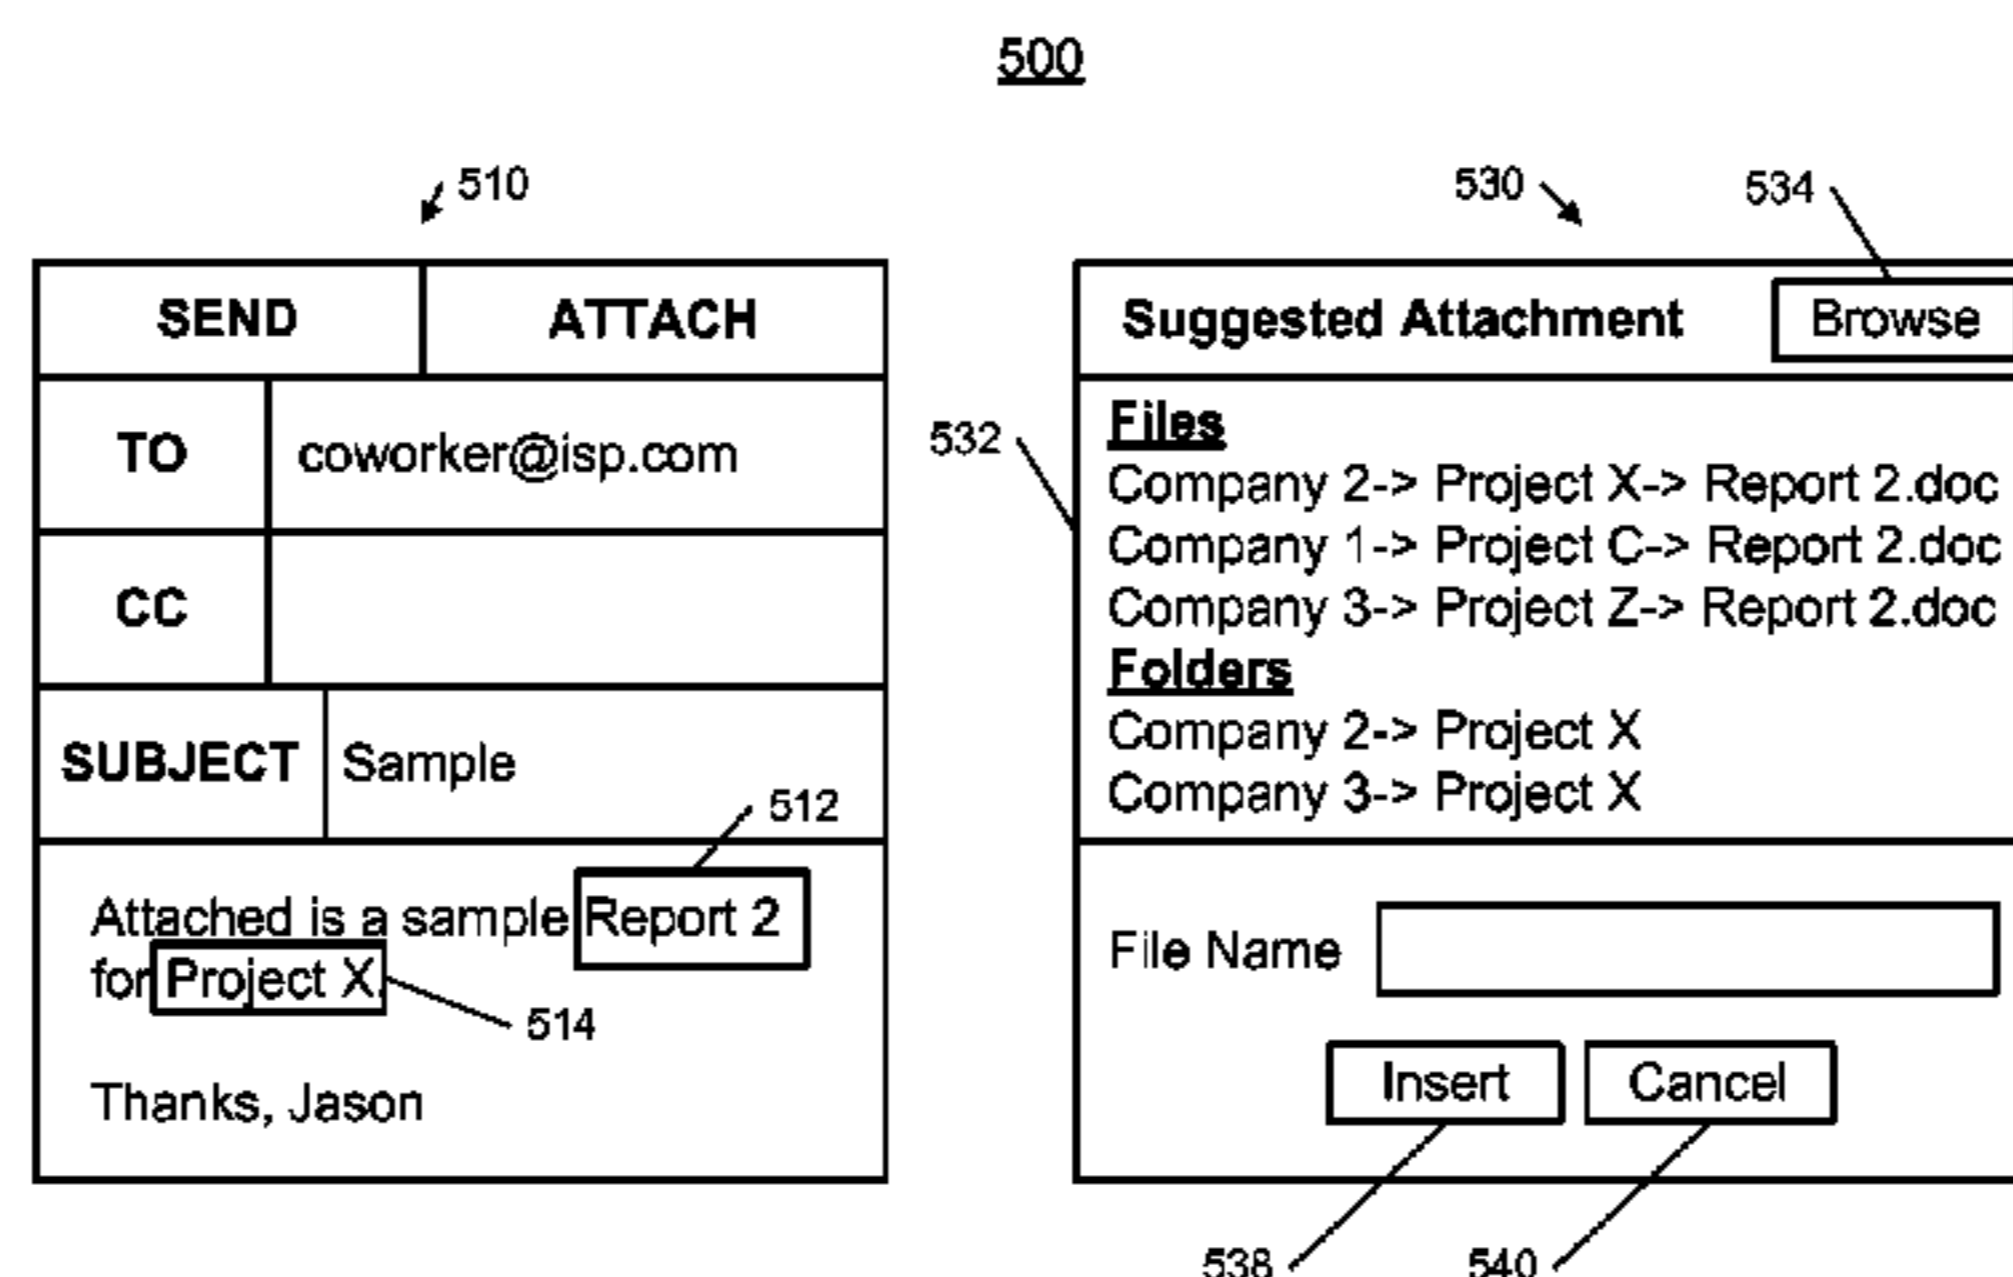 500
510
SEND ATTACH
TO coworker@isp.com
CC
SUBJECT Sample
512
Attached is a sample Report 2
for Project X.
514
Thanks, Jason
530 534
Suggested Attachment Browse
532
Files
Company 2-> Project X-> Report 2.doc
Company 1-> Project C-> Report 2.doc
Company 3-> Project Z-> Report 2.doc
Folders
Company 2-> Project X
Company 3-> Project X
File Name
Insert Cancel
538 540